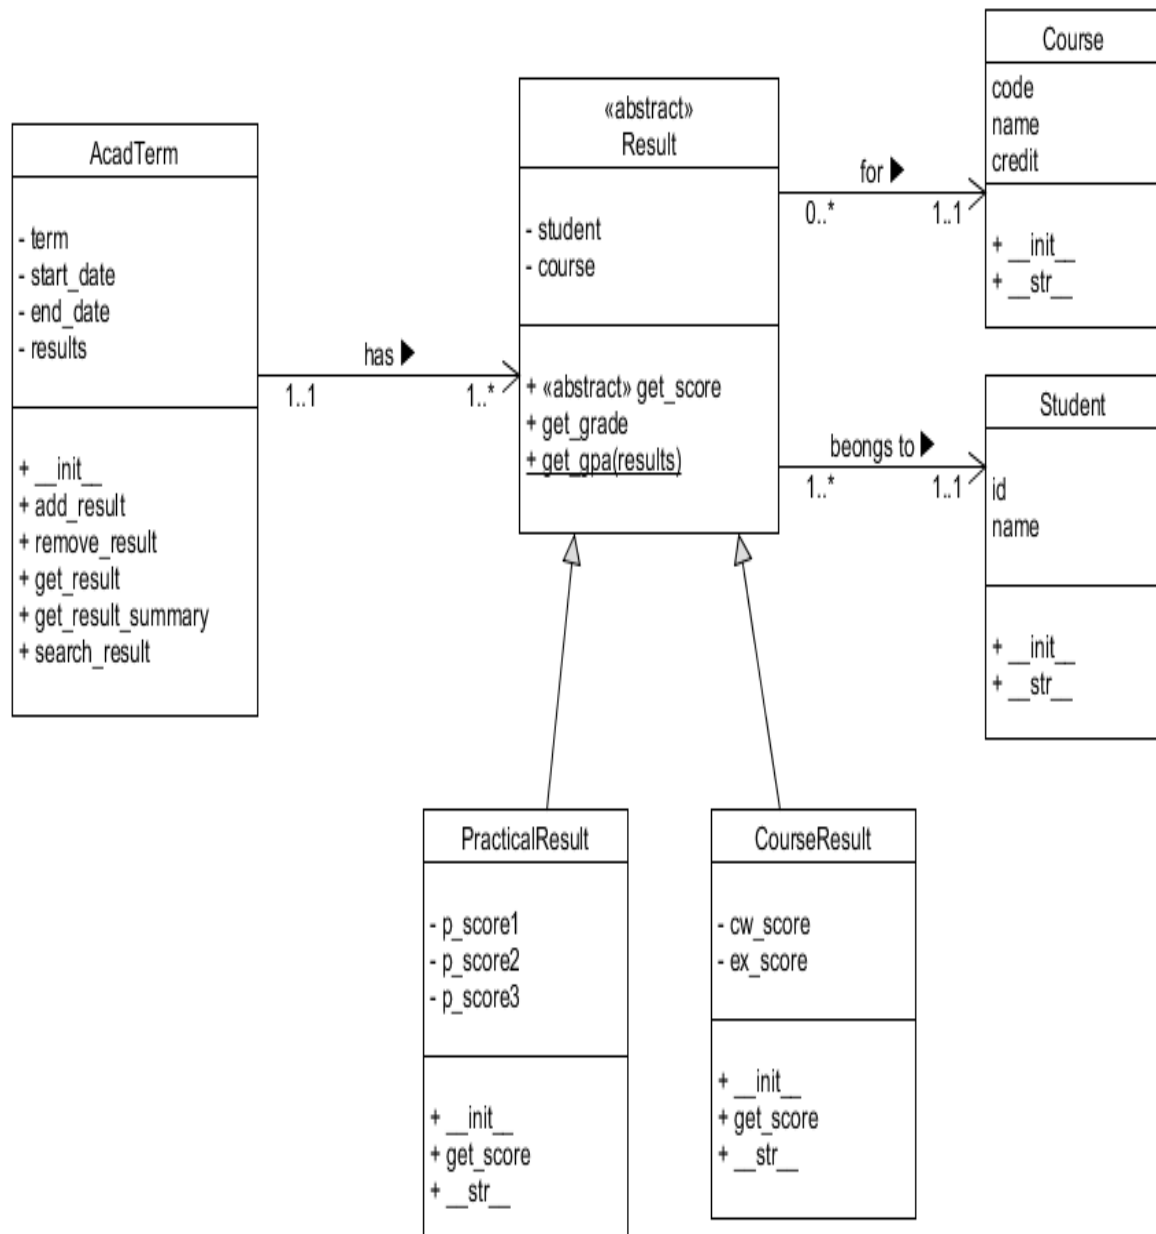 AcadTerm
- term
- start_date
- end_date
- results
+ __init__
+ add_result
+ remove_result
+ get_result
+ get_result_summary
+ search_result
has ▶
1..1
1..*
«abstract»
Result
- student
- course
+ «abstract» get_score
+ get_grade
+ get_gpa(results)
for ▶
0..*
1..1
beongs to ▶
1..*
1..1
Course
code
name
credit
+ __init__
+ __str__
Student
id
name
+ __init__
+ __str__
PracticalResult
- p_score1
- p_score2
- p_score3
+ __init__
+ get_score
+ __str__
CourseResult
- cw_score
- ex_score
+ __init__
+ get_score
+ __str__